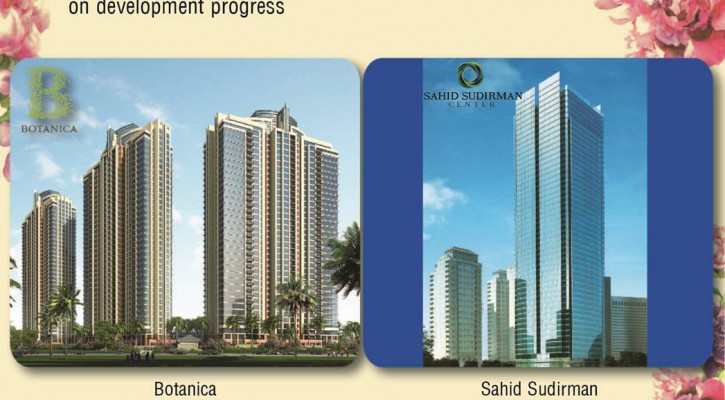 on development progress
B
BOTANICA
SAHID SUDIRMAN
CENTER
Botanica
Sahid Sudirman